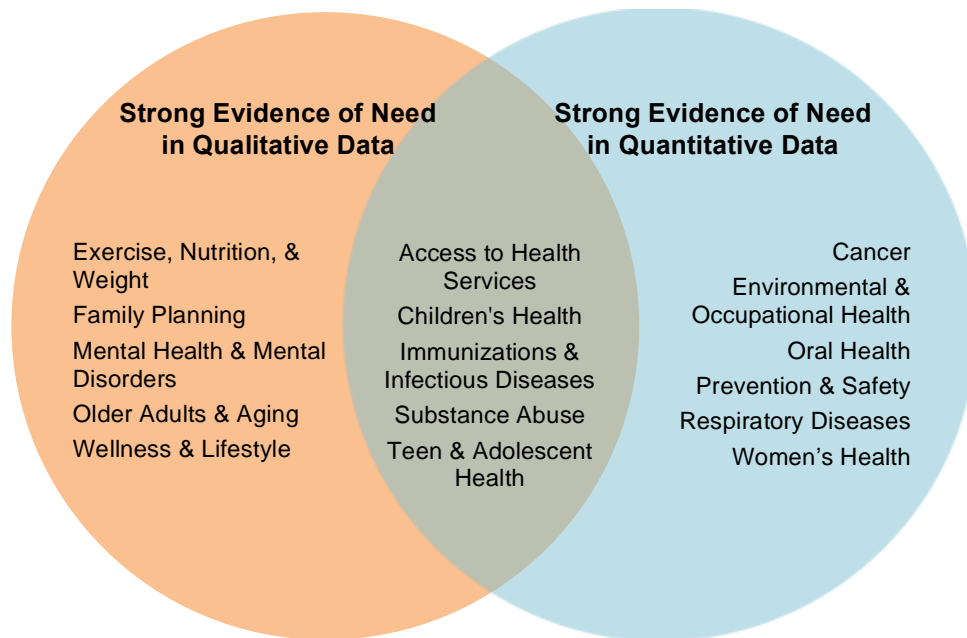 Strong Evidence of Need
in Qualitative Data
Strong Evidence of Need
in Quantitative Data
Exercise, Nutrition, &
Weight
Family Planning
Mental Health & Mental
Disorders
Older Adults & Aging
Wellness & Lifestyle
Access to Health
Services
Children's Health
Immunizations &
Infectious Diseases
Substance Abuse
Teen & Adolescent
Health
Cancer
Environmental &
Occupational Health
Oral Health
Prevention & Safety
Respiratory Diseases
Women’s Health